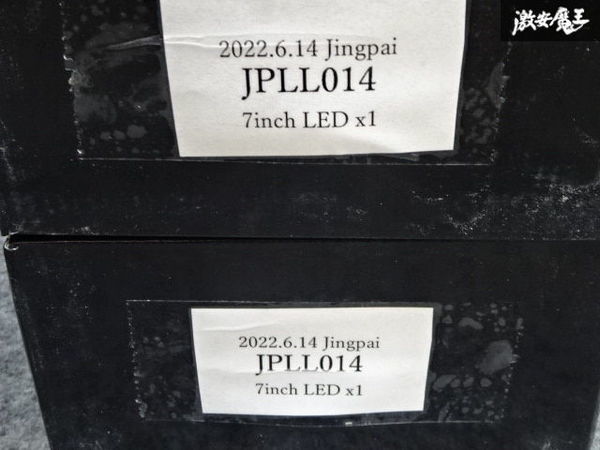 激安魔王
2022.6.14 Jingpai
JPLL014
7inch LED x1
2022.6.14 Jingpai
JPLL014
7inch LED x1